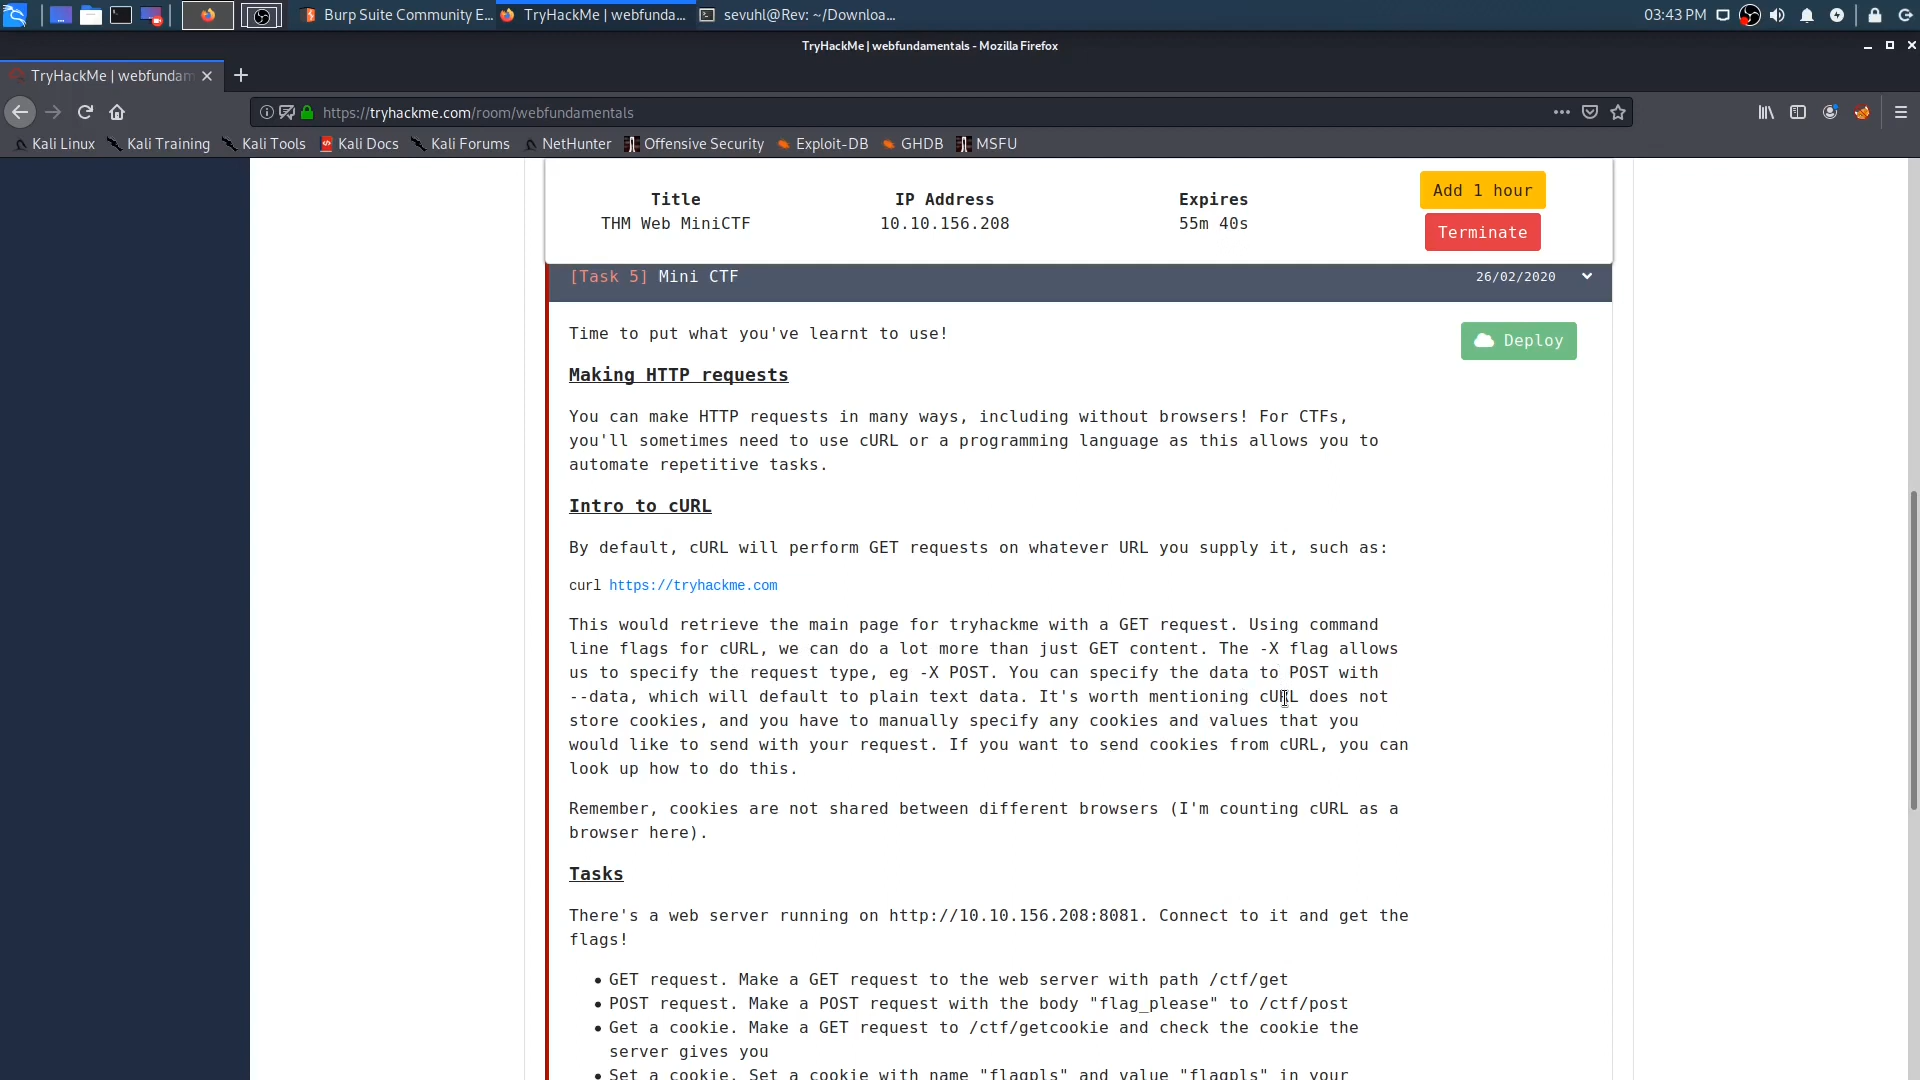 Burp Suite Community E... TryHackMe | webfunda... sevuhl@Rev: ~/Downloa... 03:43 PM
TryHackMe | webfundamentals - Mozilla Firefox
TryHackMe | webfundam
https://tryhackme.com/room/webfundamentals
Kali Linux Kali Training Kali Tools Kali Docs Kali Forums NetHunter Offensive Security Exploit-DB GHDB MSFU
Title IP Address Expires Add 1 hour
THM Web MiniCTF 10.10.156.208 55m 40s Terminate
[Task 5] Mini CTF 26/02/2020
Time to put what you've learnt to use! Deploy
Making HTTP requests
You can make HTTP requests in many ways, including without browsers! For CTFs,
you'll sometimes need to use cURL or a programming language as this allows you to
automate repetitive tasks.
Intro to cURL
By default, cURL will perform GET requests on whatever URL you supply it, such as:
curl https://tryhackme.com
This would retrieve the main page for tryhackme with a GET request. Using command
line flags for cURL, we can do a lot more than just GET content. The -X flag allows
us to specify the request type, eg -X POST. You can specify the data to POST with
--data, which will default to plain text data. It's worth mentioning cURL does not
store cookies, and you have to manually specify any cookies and values that you
would like to send with your request. If you want to send cookies from cURL, you can
look up how to do this.
Remember, cookies are not shared between different browsers (I'm counting cURL as a
browser here).
Tasks
There's a web server running on http://10.10.156.208:8081. Connect to it and get the
flags!
• GET request. Make a GET request to the web server with path /ctf/get
• POST request. Make a POST request with the body "flag_please" to /ctf/post
• Get a cookie. Make a GET request to /ctf/getcookie and check the cookie the
server gives you
• Set a cookie. Set a cookie with name "flagpls" and value "flagpls" in your